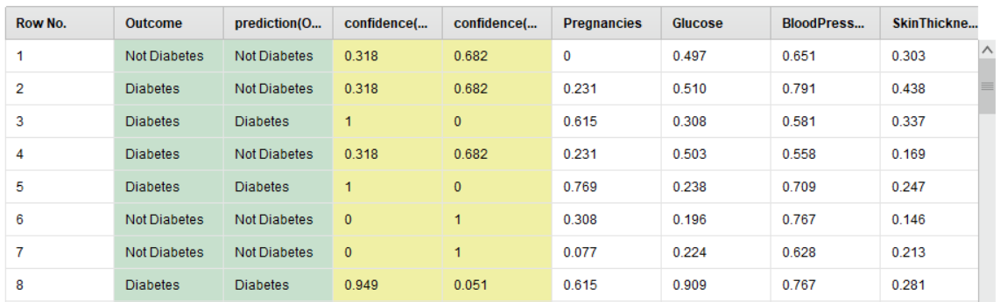 Row No. Outcome prediction(O... confidence(... confidence(... Pregnancies Glucose BloodPress... SkinThickne...
1 Not Diabetes Not Diabetes 0.318 0.682 0 0.497 0.651 0.303
2 Diabetes Not Diabetes 0.318 0.682 0.231 0.510 0.791 0.438
3 Diabetes Diabetes 1 0 0.615 0.308 0.581 0.337
4 Diabetes Not Diabetes 0.318 0.682 0.231 0.503 0.558 0.169
5 Diabetes Diabetes 1 0 0.769 0.238 0.709 0.247
6 Not Diabetes Not Diabetes 0 1 0.308 0.196 0.767 0.146
7 Not Diabetes Not Diabetes 0 1 0.077 0.224 0.628 0.213
8 Diabetes Diabetes 0.949 0.051 0.615 0.909 0.767 0.281